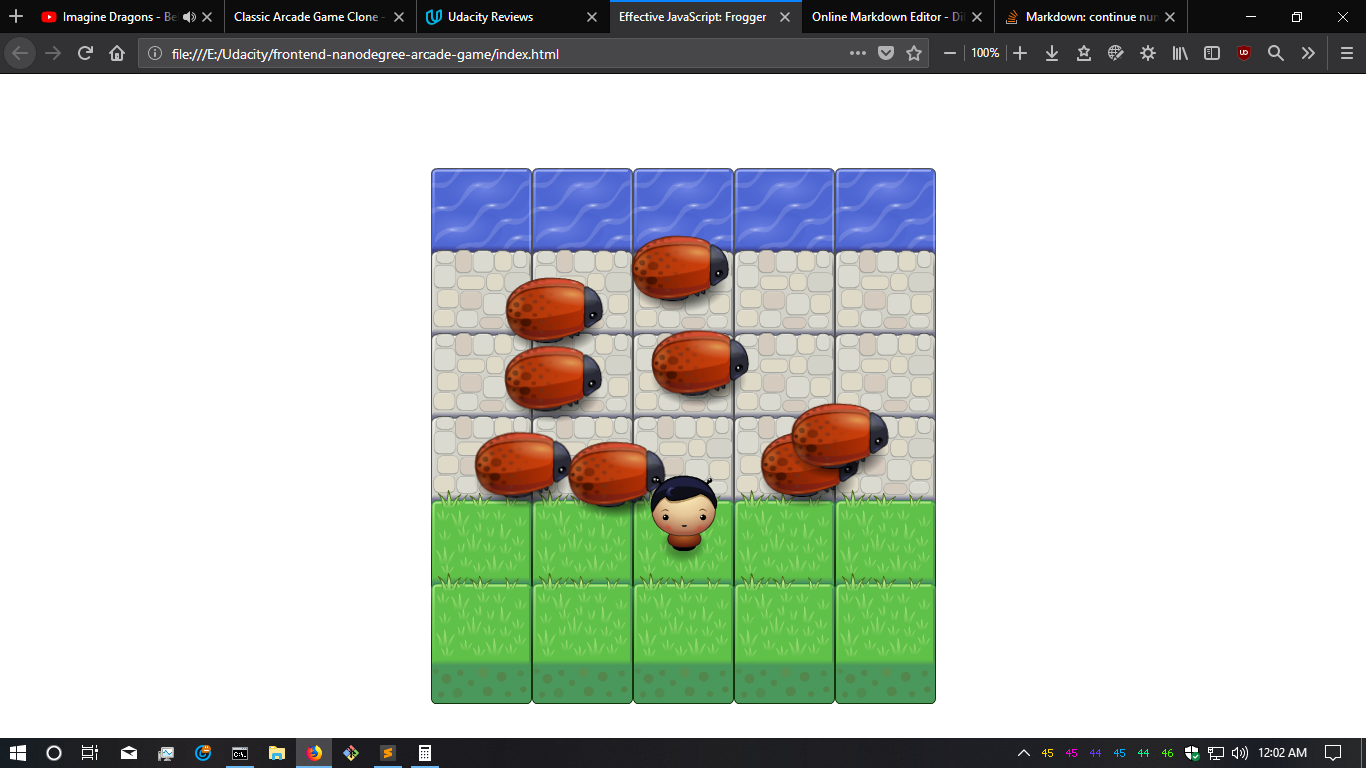 Imagine Dragons - Be
Classic Arcade Game Clone -
Udacity Reviews
Effective JavaScript: Frogger
Online Markdown Editor - Di
Markdown: continue nu
file:///E:/Udacity/frontend-nanodegree-arcade-game/index.html
100%
45 45 44 45 44 46
12:02 AM